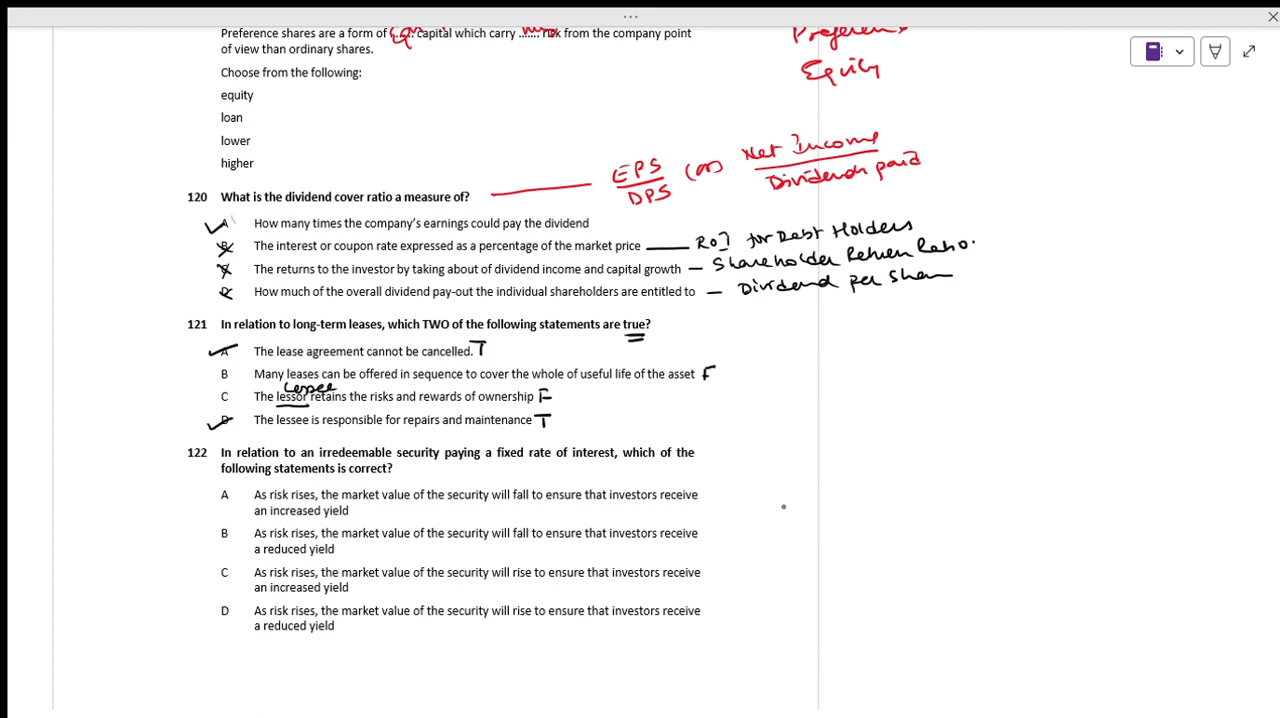 Preference shares are a form of ...... capital which carry ....... risk from the company point
Equity
of view than ordinary shares.
Choose from the following:
equity
loan
lower
higher
EPS
DPS
(or)
Net Income
Dividends paid
120 What is the dividend cover ratio a measure of?
A How many times the company's earnings could pay the dividend
B The interest or coupon rate expressed as a percentage of the market price
ROI for Debt Holders
The returns to the investor by taking about of dividend income and capital growth
Shareholder Return Ratio.
How much of the overall dividend pay-out the individual shareholders are entitled to
Dividend per Share
121 In relation to long-term leases, which TWO of the following statements are true?
A The lease agreement cannot be cancelled. T
B Many leases can be offered in sequence to cover the whole of useful life of the asset F
Lessee
C The lessor retains the risks and rewards of ownership F
D The lessee is responsible for repairs and maintenance T
122 In relation to an irredeemable security paying a fixed rate of interest, which of the
following statements is correct?
A As risk rises, the market value of the security will fall to ensure that investors receive
an increased yield
B As risk rises, the market value of the security will fall to ensure that investors receive
a reduced yield
C As risk rises, the market value of the security will rise to ensure that investors receive
an increased yield
D As risk rises, the market value of the security will rise to ensure that investors receive
a reduced yield